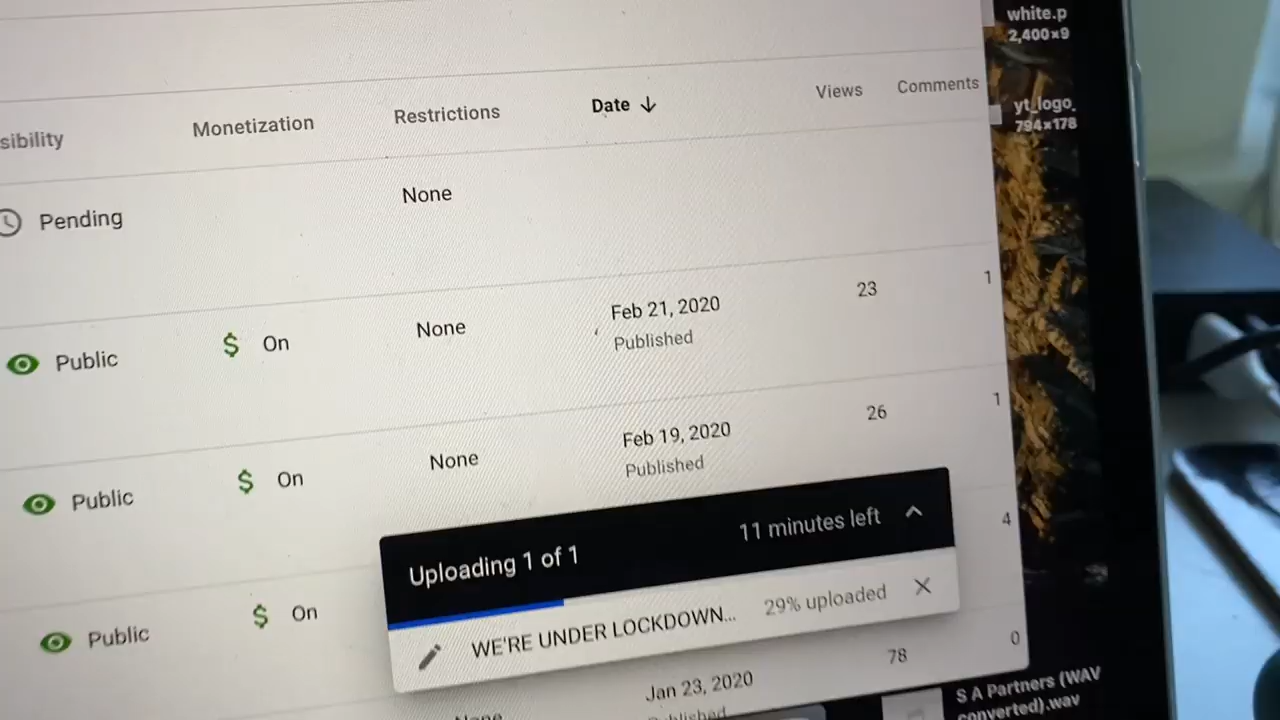 white.p
2,400×9
sibility Monetization Restrictions Date ↓ Views Comments
yt_logo_
794×178
Pending None
Public $ On None Feb 21, 2020 23 1
Published
Public $ On None Feb 19, 2020 26 1
Published
Uploading 1 of 1 11 minutes left
4
WE'RE UNDER LOCKDOWN... 29% uploaded
Public $ On
None Jan 23, 2020 78 0
Published
S A Partners (WAV
converted).wav